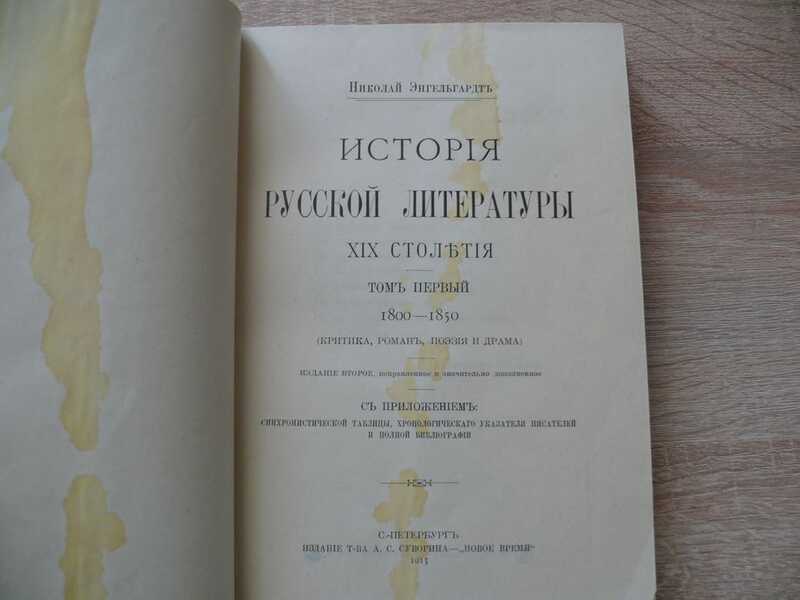 Николай Энгельгардтъ
ИСТОРІЯ
РУССКОЙ ЛИТЕРАТУРЫ
XIX СТОЛѢТІЯ
ТОМЪ ПЕРВЫЙ
1800—1850
(КРИТИКА, РОМАНЪ, ПОЭЗІЯ И ДРАМА)
ИЗДАНІЕ ВТОРОЕ, исправленное и значительно дополненное
СЪ ПРИЛОЖЕНІЕМЪ:
СИНХРОНИСТИЧЕСКОЙ ТАБЛИЦЫ, ХРОНОЛОГИЧЕСКАГО УКАЗАТЕЛЯ ПИСАТЕЛЕЙ
И ПОЛНОЙ БИБЛІОГРАФІИ
С.-ПЕТЕРБУРГЪ
ИЗДАНІЕ Т-ВА А. С. СУВОРИНА—„НОВОЕ ВРЕМЯ"
1913